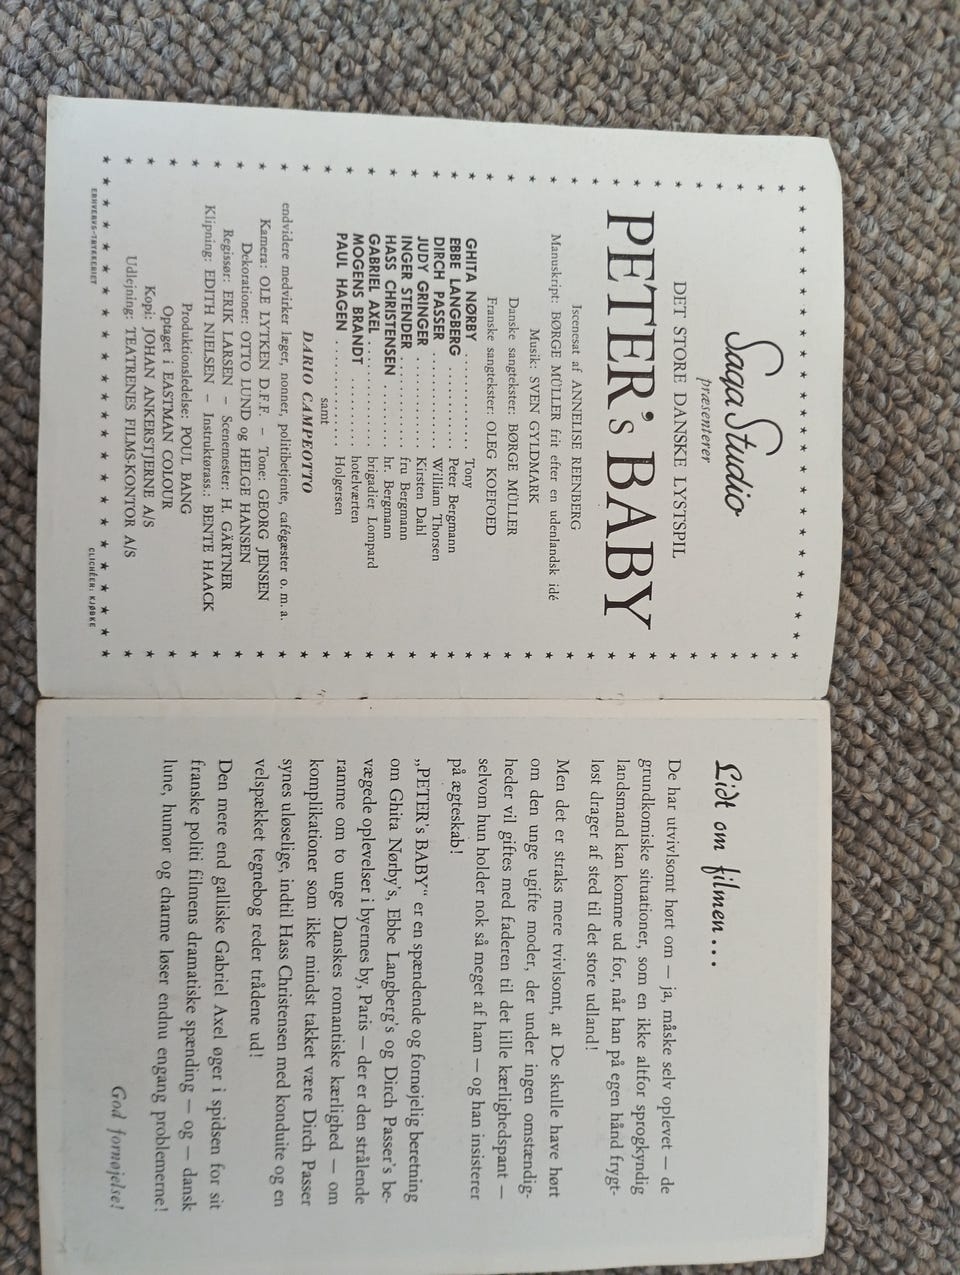 Saga Studio
præsenterer
DET STORE DANSKE LYSTSPIL
PETER's BABY
Iscenesat af ANNELISE REENBERG
Manuskript: BØRGE MÜLLER frit efter en udenlandsk idé
Musik: SVEN GYLDMARK
Danske sangtekster: BØRGE MÜLLER
Franske sangtekster: OLEG KOEFOED
GHITA NØRBY . . . . . . . . . . Tony
EBBE LANGBERG . . . . . . . . . Peter Bergmann
DIRCH PASSER . . . . . . . . . . William Thorsen
JUDY GRINGER . . . . . . . . . . Kirsten Dahl
INGER STENDER . . . . . . . . . fru Bergmann
HASS CHRISTENSEN . . . . . . . hr. Bergmann
GABRIEL AXEL . . . . . . . . . . brigadier Lompard
MOGENS BRANDT . . . . . . . . hotelværten
PAUL HAGEN . . . . . . . . . . . Holgersen
samt
DARIO CAMPEOTTO
endvidere medvirker læger, nonner, politibetjente, cafégæster o. m. a.
Kamera: OLE LYTKEN D.F.F. – Tone: GEORG JENSEN
Dekorationer: OTTO LUND og HELGE HANSEN
Regissør: ERIK LARSEN – Scenemester: H. GÄRTNER
Klipning: EDITH NIELSEN – Instruktørass.: BENTE HAACK
Produktionsledelse: POUL BANG
Optaget i EASTMAN COLOUR
Kopi: JOHAN ANKERSTJERNE A/S
Udlejning: TEATRENES FILMS-KONTOR A/S
ERHVERVS-TRYKKERIET
CLICHÉER: KJØBKE
Lidt om filmen...
De har utvivlsomt hørt om — ja, måske selv oplevet — de
grundkomiske situationer, som en ikke altfor sprogkyndig
landsmand kan komme ud for, når han på egen hånd frygt-
løst drager af sted til det store udland!
Men det er straks mere tvivlsomt, at De skulle have hørt
om den unge ugifte moder, der under ingen omstændig-
heder vil giftes med faderen til det lille kærlighedspant —
selvom hun holder nok så meget af ham — og han insisterer
på ægteskab!
„PETER's BABY“ er en spændende og fornøjelig beretning
om Ghita Nørby's, Ebbe Langberg's og Dirch Passer's be-
vægede oplevelser i byernes by, Paris — der er den strålende
ramme om to unge Danskes romantiske kærlighed — om
komplikationer som ikke mindst takket være Dirch Passer
synes uløselige, indtil Hass Christensen med konduite og en
velspækket tegnebog reder trådene ud!
Den mere end galliske Gabriel Axel øger i spidsen for sit
franske politi filmens dramatiske spænding — og — dansk
lune, humør og charme løser endnu engang problemerne!
God fornøjelse!